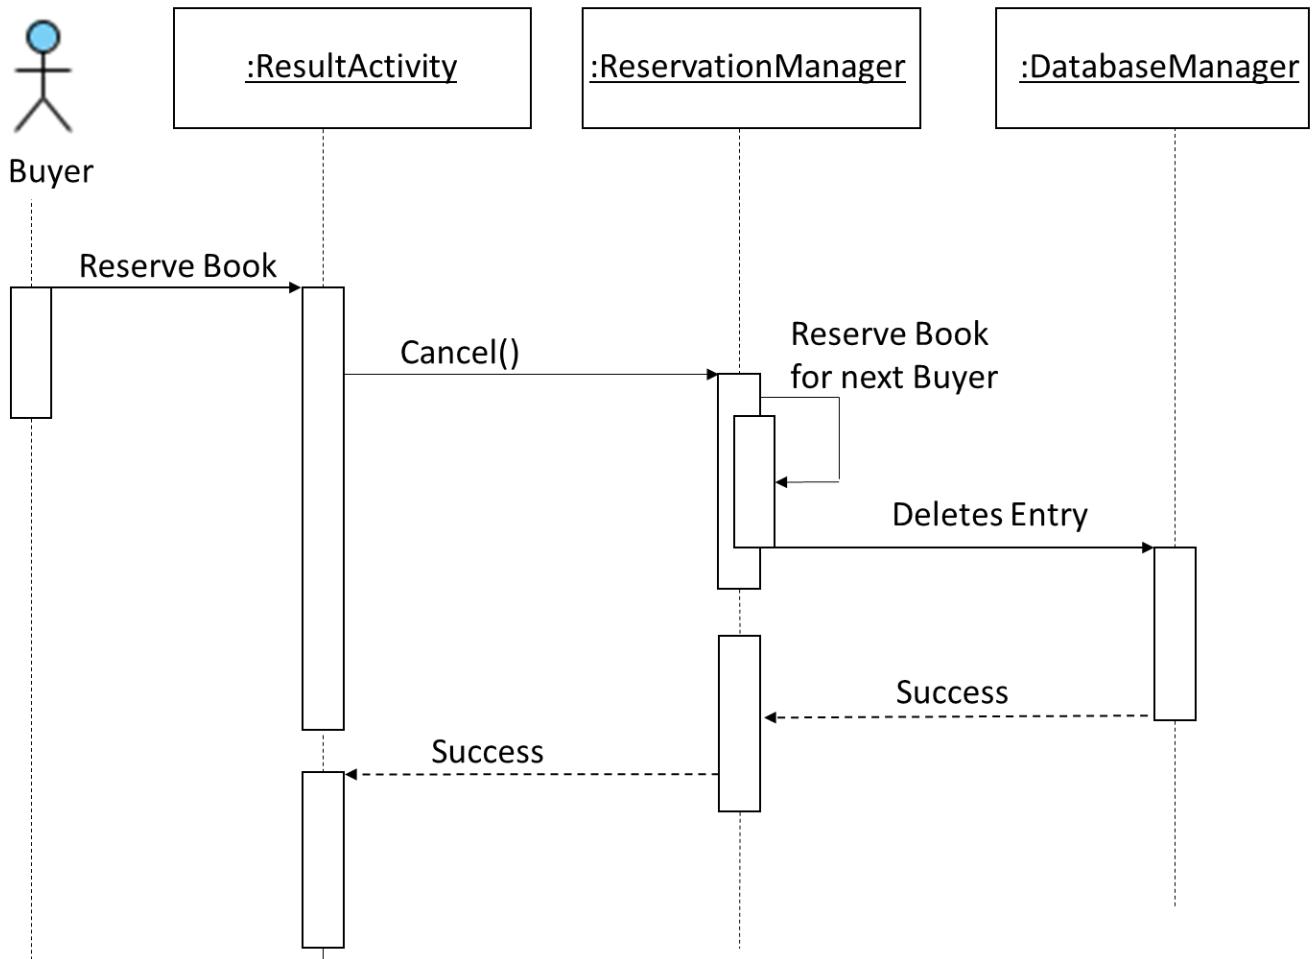 :ResultActivity
:ReservationManager
:DatabaseManager
Buyer
Reserve Book
Cancel()
Reserve Book
for next Buyer
Deletes Entry
Success
Success